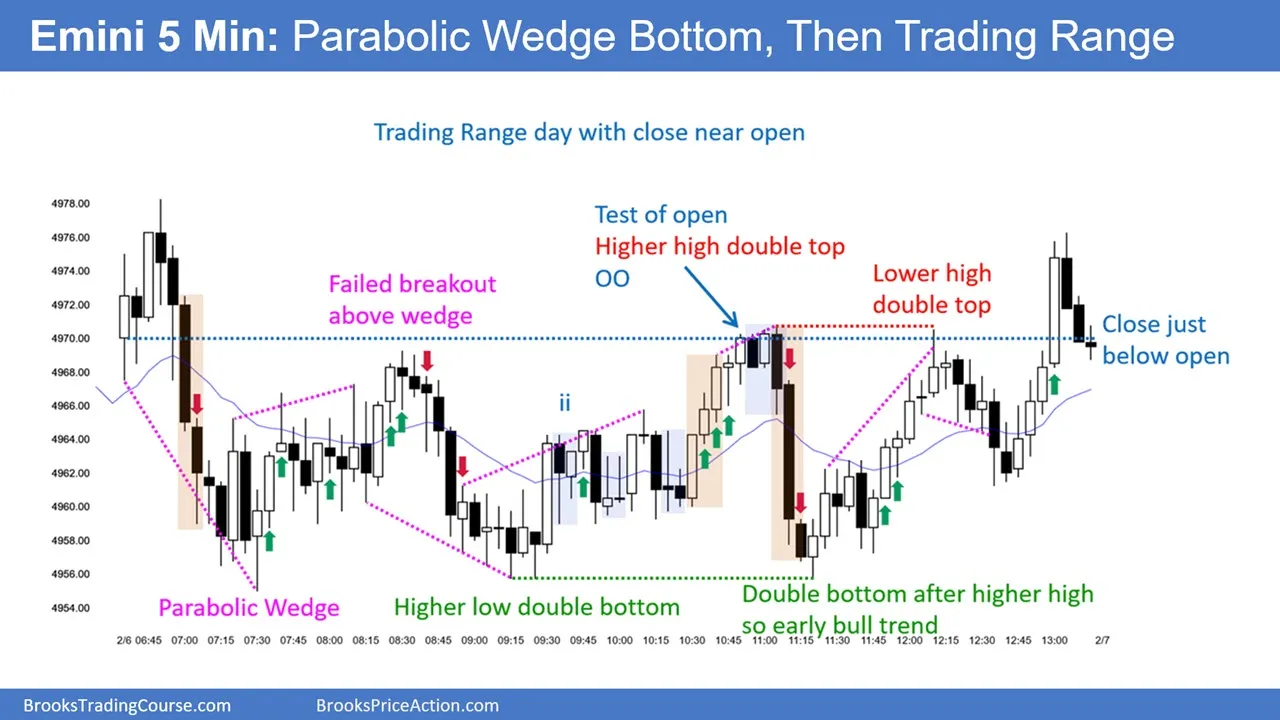 Emini 5 Min: Parabolic Wedge Bottom, Then Trading Range
Trading Range day with close near open
4978.00
4976.00
4974.00
4972.00
4970.00
4968.00
4966.00
4964.00
4962.00
4960.00
4958.00
4956.00
4954.00
Test of open
Higher high double top
OO
Failed breakout
above wedge
Lower high
double top
Close just
below open
ii
Parabolic Wedge
Higher low double bottom
Double bottom after higher high
so early bull trend
2/6 06:45 07:00 07:15 07:30 07:45 08:00 08:15 08:30 08:45 09:00 09:15 09:30 09:45 10:00 10:15 10:30 10:45 11:00 11:15 11:30 11:45 12:00 12:15 12:30 12:45 13:00 2/7
BrooksTradingCourse.com BrooksPriceAction.com